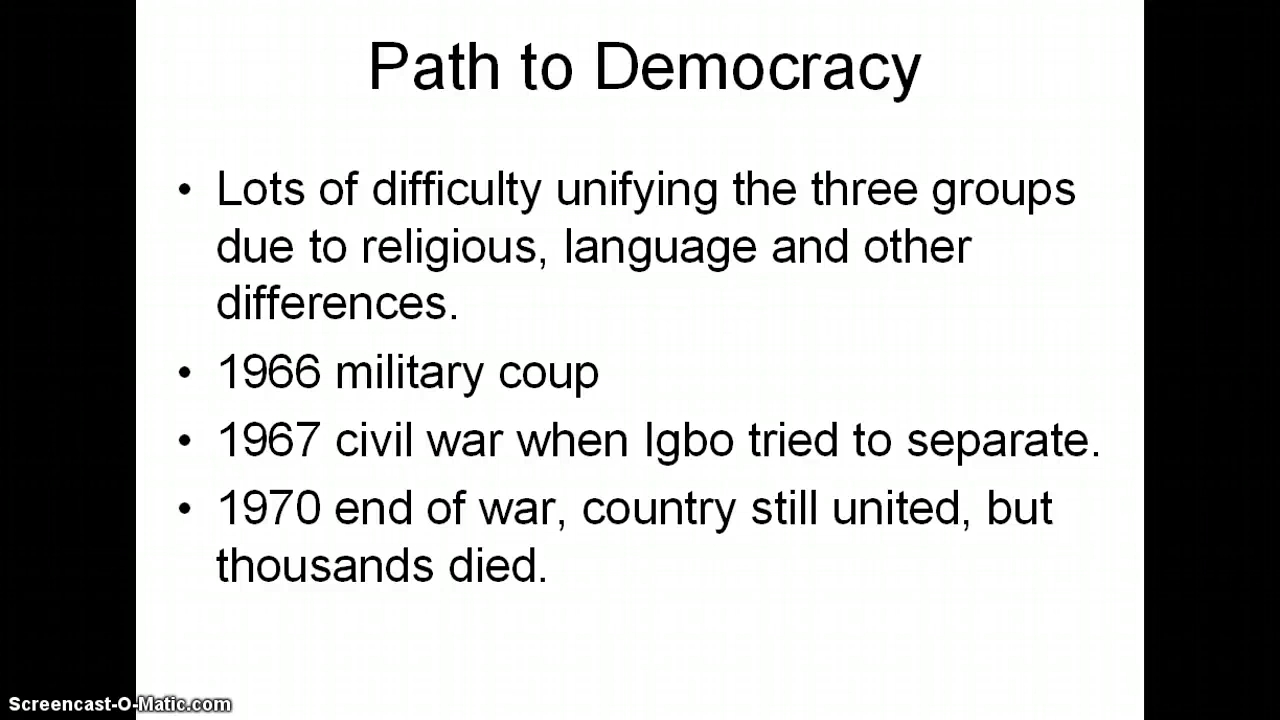 Path to Democracy
• Lots of difficulty unifying the three groups
due to religious, language and other
differences.
• 1966 military coup
• 1967 civil war when Igbo tried to separate.
• 1970 end of war, country still united, but
thousands died.
Screencast-O-Matic.com